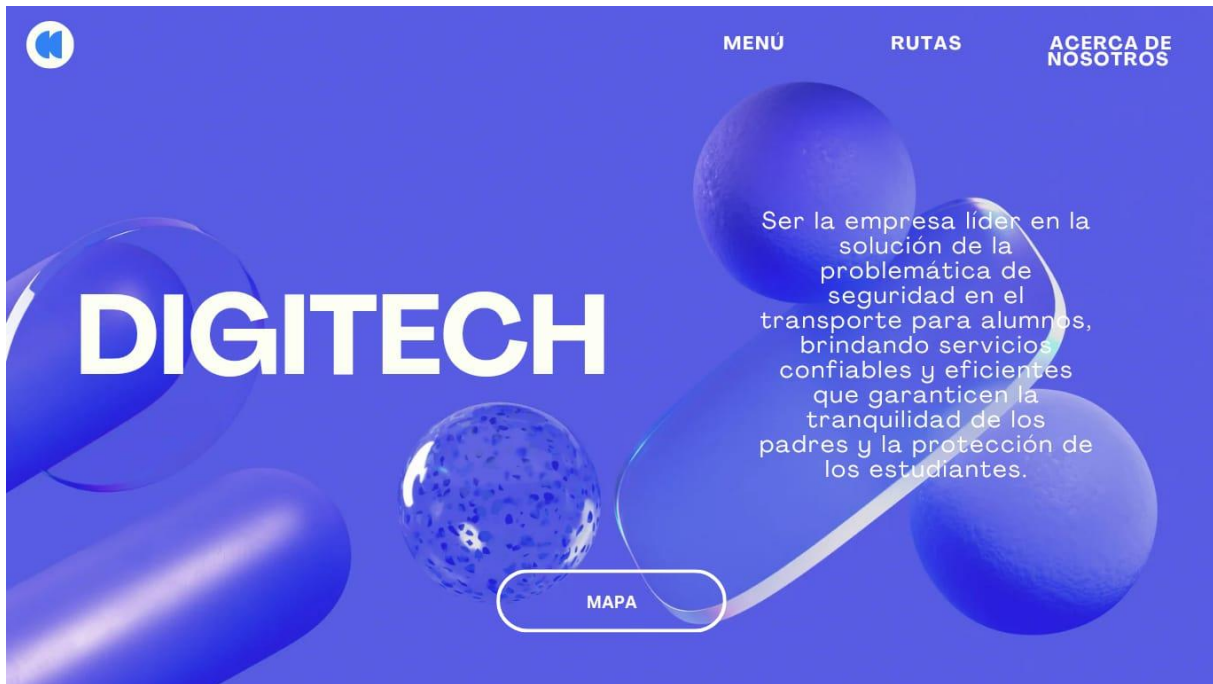 MENÚ
RUTAS
ACERCA DE
NOSOTROS
DIGITECH
Ser la empresa líder en la
solución de la
problemática de
seguridad en el
transporte para alumnos,
brindando servicios
confiables y eficientes
que garanticen la
tranquilidad de los
padres y la protección de
los estudiantes.
MAPA